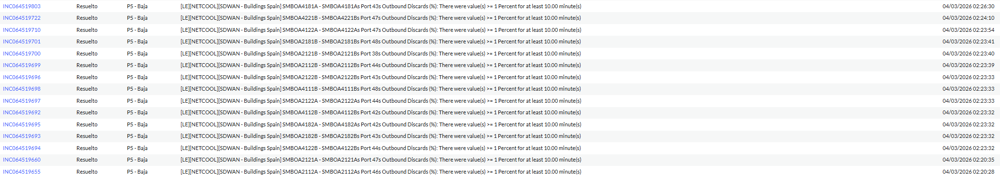 INC064519803 Resuelto P5 - Baja [LE][NETCOOL][SDWAN - Buildings Spain] SMBOA4181A - SMBOA4181As Port 43s Outbound Discards (%): There were value(s) >= 1 Percent for at least 10.00 minute(s) 04/03/2026 02:26:30
INC064519722 Resuelto P5 - Baja [LE][NETCOOL][SDWAN - Buildings Spain] SMBOA4221B - SMBOA4221Bs Port 47s Outbound Discards (%): There were value(s) >= 1 Percent for at least 10.00 minute(s) 04/03/2026 02:24:10
INC064519710 Resuelto P5 - Baja [LE][NETCOOL][SDWAN - Buildings Spain] SMBOA4122A - SMBOA4122As Port 47s Outbound Discards (%): There were value(s) >= 1 Percent for at least 10.00 minute(s) 04/03/2026 02:23:54
INC064519701 Resuelto P5 - Baja [LE][NETCOOL][SDWAN - Buildings Spain] SMBOA2181B - SMBOA2181Bs Port 48s Outbound Discards (%): There were value(s) >= 1 Percent for at least 10.00 minute(s) 04/03/2026 02:23:41
INC064519700 Resuelto P5 - Baja [LE][NETCOOL][SDWAN - Buildings Spain] SMBOA2121B - SMBOA2121Bs Port 38s Outbound Discards (%): There were value(s) >= 1 Percent for at least 10.00 minute(s) 04/03/2026 02:23:40
INC064519699 Resuelto P5 - Baja [LE][NETCOOL][SDWAN - Buildings Spain] SMBOA2112B - SMBOA2112Bs Port 44s Outbound Discards (%): There were value(s) >= 1 Percent for at least 10.00 minute(s) 04/03/2026 02:23:39
INC064519696 Resuelto P5 - Baja [LE][NETCOOL][SDWAN - Buildings Spain] SMBOA2122B - SMBOA2122Bs Port 43s Outbound Discards (%): There were value(s) >= 1 Percent for at least 10.00 minute(s) 04/03/2026 02:23:33
INC064519698 Resuelto P5 - Baja [LE][NETCOOL][SDWAN - Buildings Spain] SMBOA4111B - SMBOA4111Bs Port 48s Outbound Discards (%): There were value(s) >= 1 Percent for at least 10.00 minute(s) 04/03/2026 02:23:33
INC064519697 Resuelto P5 - Baja [LE][NETCOOL][SDWAN - Buildings Spain] SMBOA2122A - SMBOA2122As Port 44s Outbound Discards (%): There were value(s) >= 1 Percent for at least 10.00 minute(s) 04/03/2026 02:23:33
INC064519692 Resuelto P5 - Baja [LE][NETCOOL][SDWAN - Buildings Spain] SMBOA4112B - SMBOA4112Bs Port 42s Outbound Discards (%): There were value(s) >= 1 Percent for at least 10.00 minute(s) 04/03/2026 02:23:32
INC064519695 Resuelto P5 - Baja [LE][NETCOOL][SDWAN - Buildings Spain] SMBOA4182A - SMBOA4182As Port 42s Outbound Discards (%): There were value(s) >= 1 Percent for at least 10.00 minute(s) 04/03/2026 02:23:32
INC064519693 Resuelto P5 - Baja [LE][NETCOOL][SDWAN - Buildings Spain] SMBOA2182B - SMBOA2182Bs Port 43s Outbound Discards (%): There were value(s) >= 1 Percent for at least 10.00 minute(s) 04/03/2026 02:23:32
INC064519694 Resuelto P5 - Baja [LE][NETCOOL][SDWAN - Buildings Spain] SMBOA4122B - SMBOA4122Bs Port 44s Outbound Discards (%): There were value(s) >= 1 Percent for at least 10.00 minute(s) 04/03/2026 02:23:32
INC064519660 Resuelto P5 - Baja [LE][NETCOOL][SDWAN - Buildings Spain] SMBOA2121A - SMBOA2121As Port 47s Outbound Discards (%): There were value(s) >= 1 Percent for at least 10.00 minute(s) 04/03/2026 02:20:35
INC064519655 Resuelto P5 - Baja [LE][NETCOOL][SDWAN - Buildings Spain] SMBOA2112A - SMBOA2112As Port 46s Outbound Discards (%): There were value(s) >= 1 Percent for at least 10.00 minute(s) 04/03/2026 02:20:28